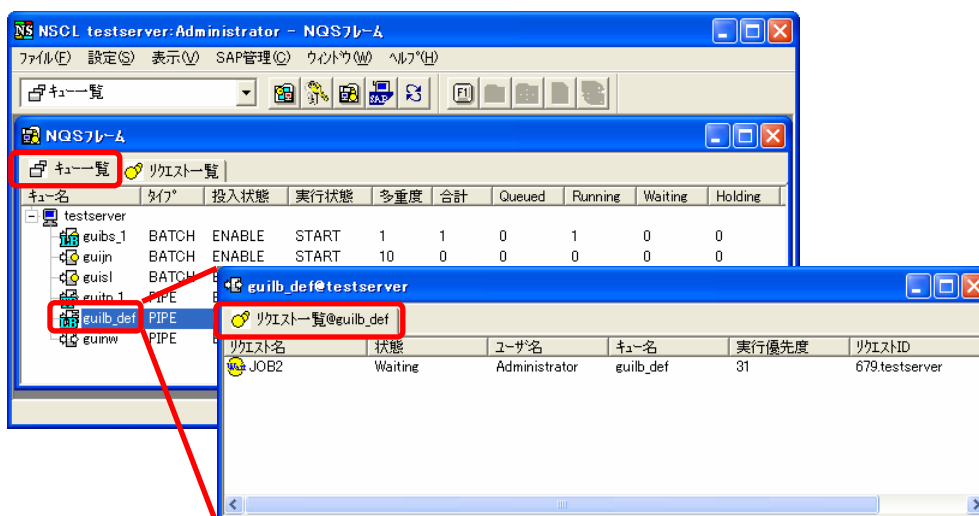 NSCL testserver:Administrator - NQSﾌﾚｰﾑ
ﾌｧｲﾙ(F) 設定(S) 表示(V) SAP管理(C) ｳｨﾝﾄﾞｳ(W) ﾍﾙﾌﾟ(H)
ｷｭｰ一覧
SAP
F1
NQSﾌﾚｰﾑ
ｷｭｰ一覧 ﾘｸｴｽﾄ一覧
ｷｭｰ名 ﾀｲﾌﾟ 投入状態 実行状態 多重度 合計 Queued Running Waiting Holding
testserver
guibs_1 BATCH ENABLE START 1 1 0 1 0 0
guijn BATCH ENABLE START 10 0 0 0 0 0
guisl BATCH
guitp_1 PIPE
guilb_def PIPE
guinw PIPE
guilb_def@testserver
ﾘｸｴｽﾄ一覧@guilb_def
ﾘｸｴｽﾄ名 状態 ﾕｰｻﾞ名 ｷｭｰ名 実行優先度 ﾘｸｴｽﾄID
JOB2 Waiting Administrator guilb_def 31 679.testserver